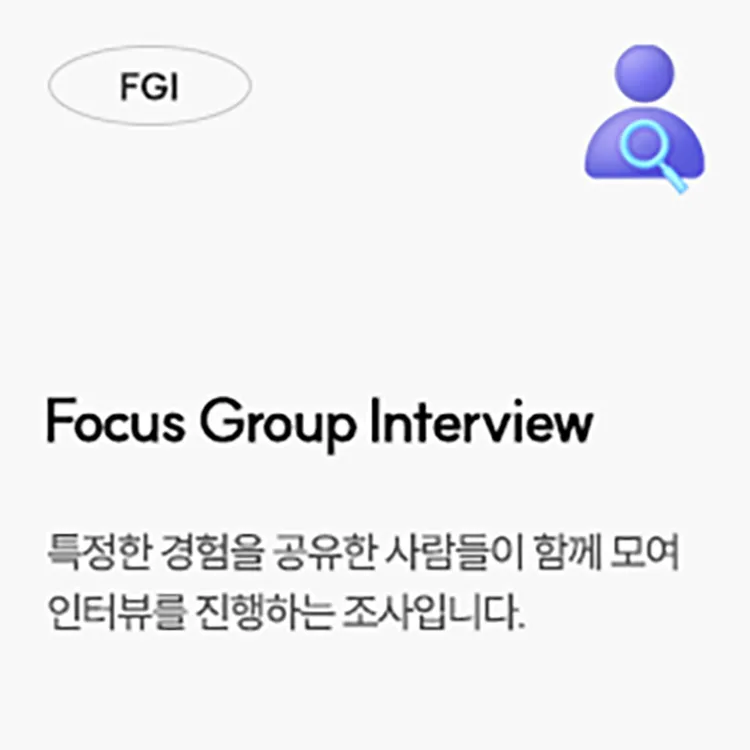 FGI
Focus Group Interview
특정한 경험을 공유한 사람들이 함께 모여
인터뷰를 진행하는 조사입니다.